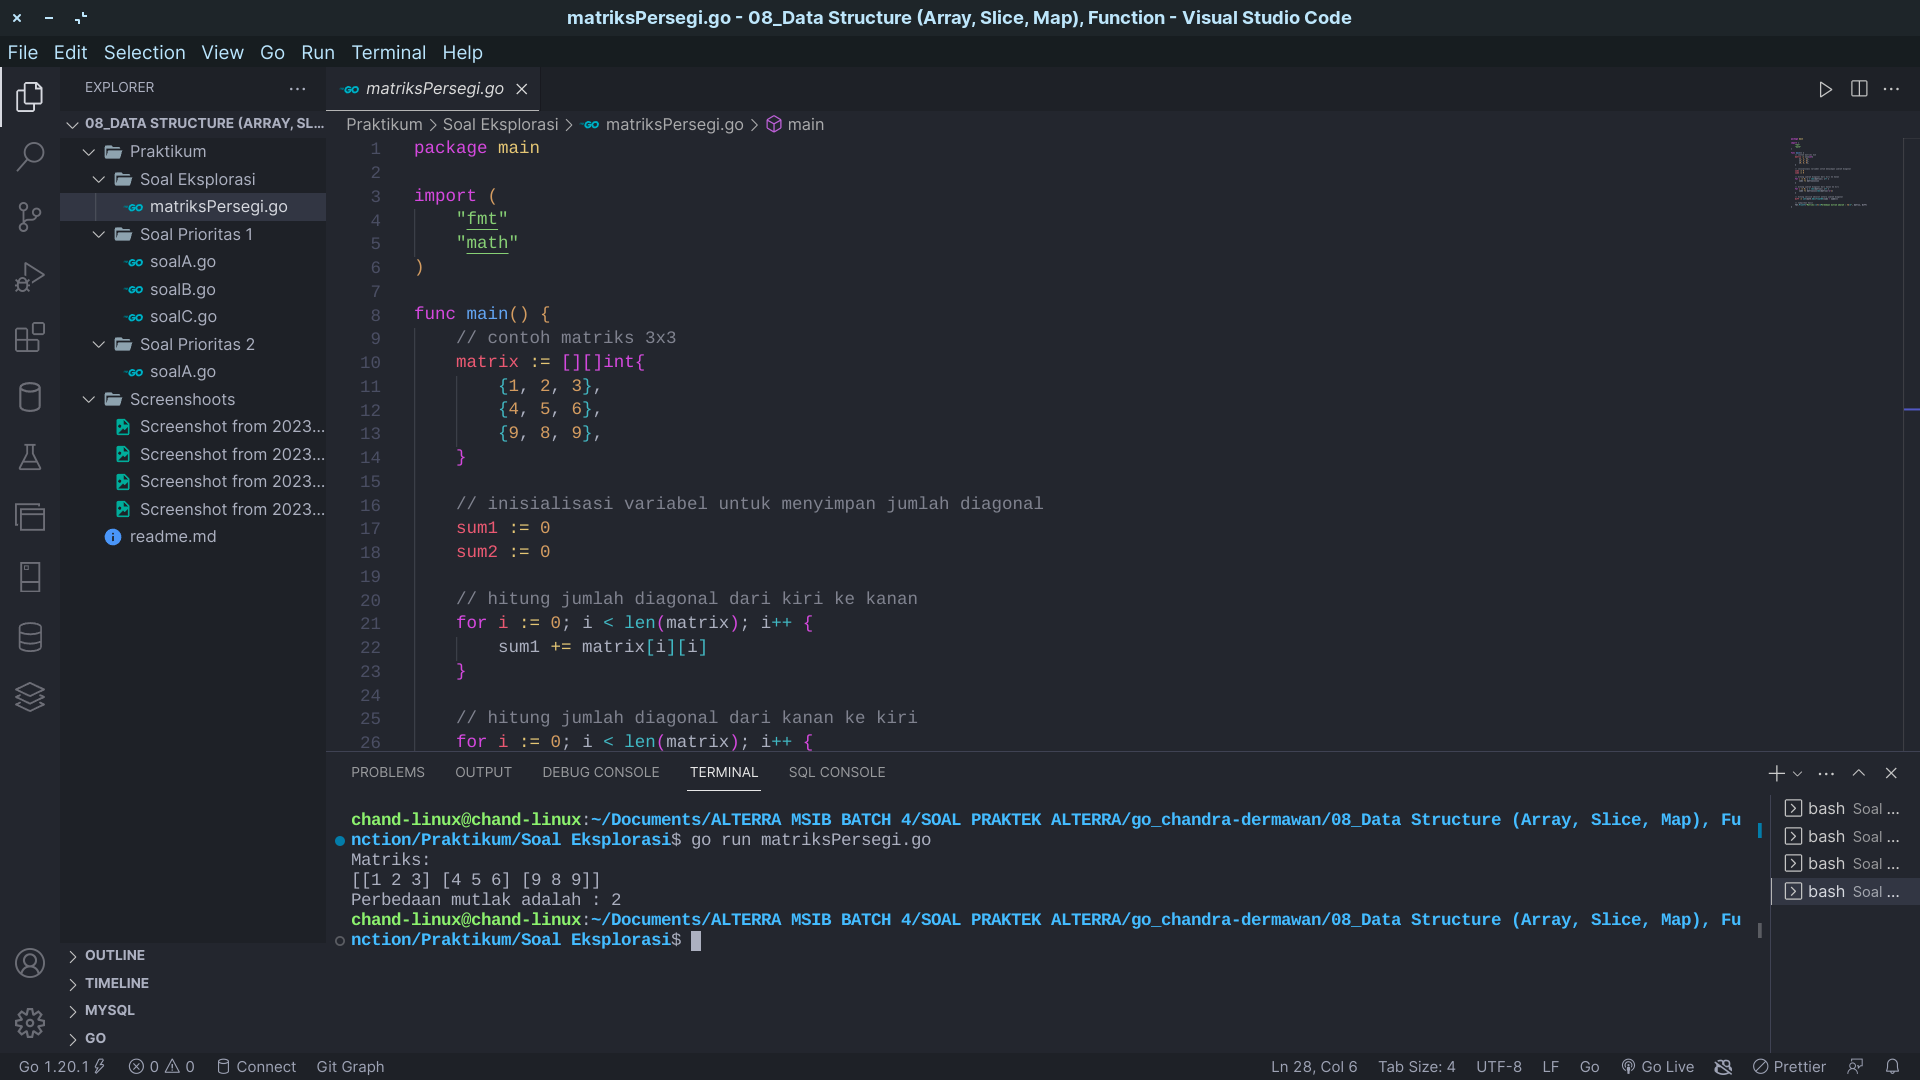 matriksPersegi.go - 08_Data Structure (Array, Slice, Map), Function - Visual Studio Code
File Edit Selection View Go Run Terminal Help
EXPLORER
08_DATA STRUCTURE (ARRAY, SL...
Praktikum
Soal Eksplorasi
GO matriksPersegi.go
Soal Prioritas 1
GO soalA.go
GO soalB.go
GO soalC.go
Soal Prioritas 2
GO soalA.go
Screenshoots
Screenshot from 2023...
Screenshot from 2023...
Screenshot from 2023...
Screenshot from 2023...
readme.md
OUTLINE
TIMELINE
MYSQL
GO
GO matriksPersegi.go
Praktikum > Soal Eksplorasi > GO matriksPersegi.go > main
1 package main
2
3 import (
4 "fmt"
5 "math"
6 )
7
8 func main() {
9 // contoh matriks 3x3
10 matrix := [][]int{
11 {1, 2, 3},
12 {4, 5, 6},
13 {9, 8, 9},
14 }
15
16 // inisialisasi variabel untuk menyimpan jumlah diagonal
17 sum1 := 0
18 sum2 := 0
19
20 // hitung jumlah diagonal dari kiri ke kanan
21 for i := 0; i < len(matrix); i++ {
22 sum1 += matrix[i][i]
23 }
24
25 // hitung jumlah diagonal dari kanan ke kiri
26 for i := 0; i < len(matrix); i++ {
PROBLEMS OUTPUT DEBUG CONSOLE TERMINAL SQL CONSOLE
chand-linux@chand-linux:~/Documents/ALTERRA MSIB BATCH 4/SOAL PRAKTEK ALTERRA/go_chandra-dermawan/08_Data Structure (Array, Slice, Map), Fu
nction/Praktikum/Soal Eksplorasi$ go run matriksPersegi.go
Matriks:
[[1 2 3] [4 5 6] [9 8 9]]
Perbedaan mutlak adalah : 2
chand-linux@chand-linux:~/Documents/ALTERRA MSIB BATCH 4/SOAL PRAKTEK ALTERRA/go_chandra-dermawan/08_Data Structure (Array, Slice, Map), Fu
nction/Praktikum/Soal Eksplorasi$
bash Soal ...
bash Soal ...
bash Soal ...
bash Soal ...
Go 1.20.1 0 0 Connect Git Graph Ln 28, Col 6 Tab Size: 4 UTF-8 LF Go Go Live Prettier